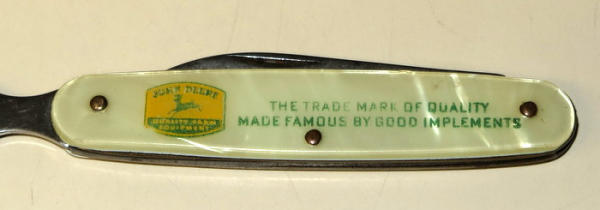 JOHN DEERE
QUALITY FARM
EQUIPMENT
THE TRADE MARK OF QUALITY
MADE FAMOUS BY GOOD IMPLEMENTS